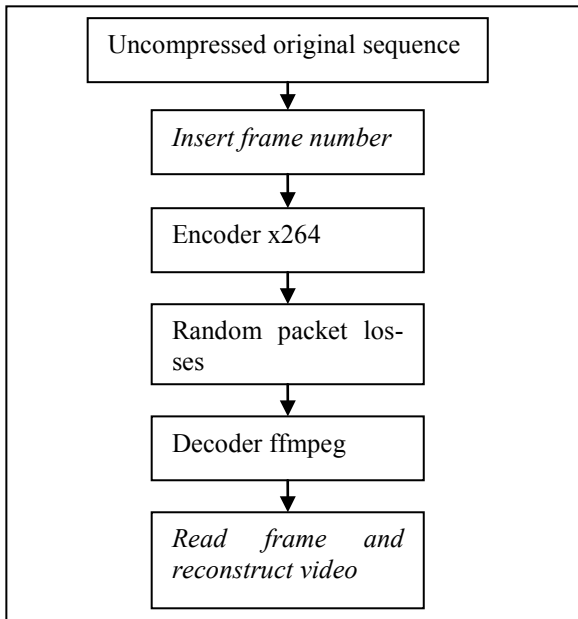 Uncompressed original sequence
Insert frame number
Encoder x264
Random packet los-
ses
Decoder ffmpeg
Read frame and
reconstruct video